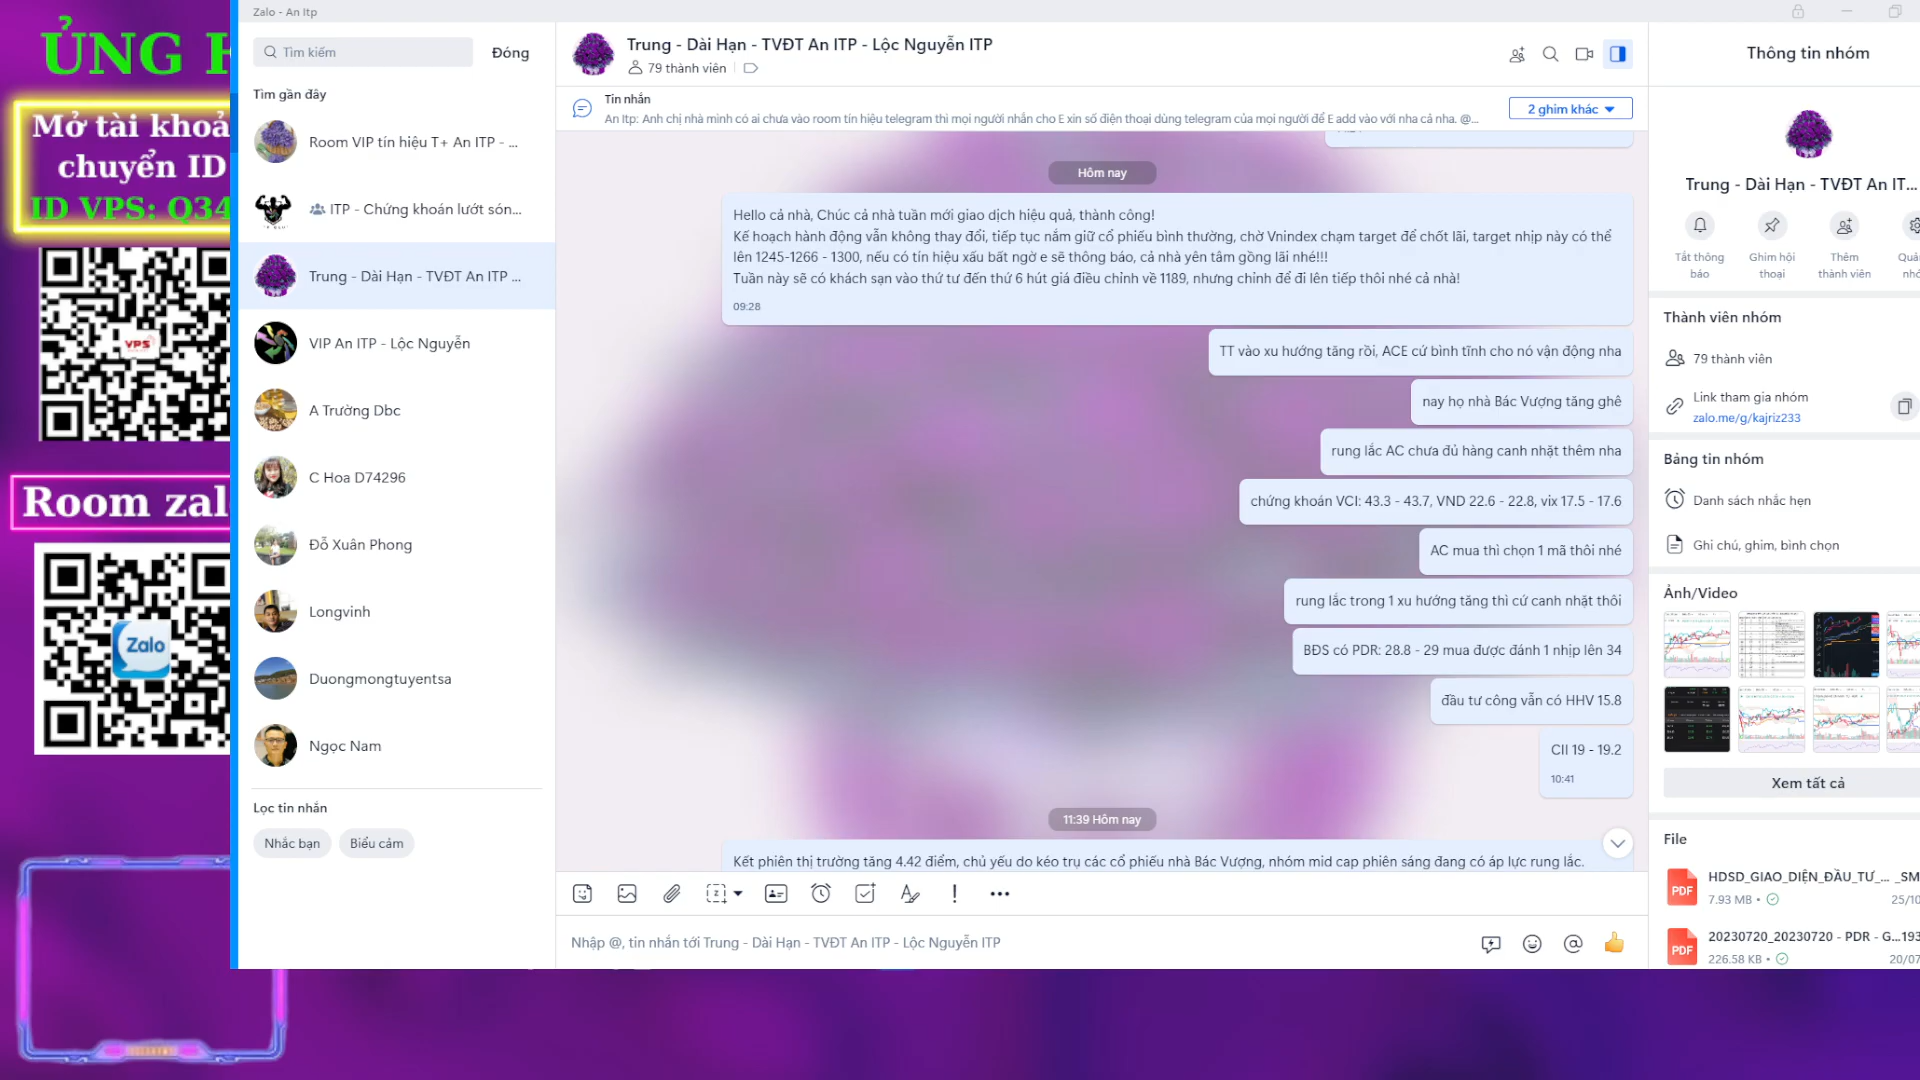 ỦNG H
Mở tài khoả
chuyển ID
ID VPS: Q34
VPS
Room zal
Zalo
Zalo - An Itp
Tìm kiếm
Đóng
Tìm gần đây
Room VIP tín hiệu T+ An ITP - ...
ITP - Chứng khoán lướt són...
Trung - Dài Hạn - TVĐT An ITP ...
VIP An ITP - Lộc Nguyễn
A Trường Dbc
C Hoa D74296
Đỗ Xuân Phong
Longvinh
Duongmongtuyentsa
Ngọc Nam
Lọc tin nhắn
Nhắc bạn
Biểu cảm
Trung - Dài Hạn - TVĐT An ITP - Lộc Nguyễn ITP
79 thành viên
Tin nhắn
An Itp: Anh chị nhà mình có ai chưa vào room tín hiệu telegram thì mọi người nhắn cho E xin số điện thoại dùng telegram của mọi người để E add vào với nha cả nhà. @...
2 ghim khác
Hôm nay
Hello cả nhà, Chúc cả nhà tuần mới giao dịch hiệu quả, thành công!
Kế hoạch hành động vẫn không thay đổi, tiếp tục nắm giữ cổ phiếu bình thường, chờ Vnindex chạm target để chốt lãi, target nhịp này có thể
lên 1245-1266 - 1300, nếu có tín hiệu xấu bất ngờ e sẽ thông báo, cả nhà yên tâm gồng lãi nhé!!!
Tuần này sẽ có khách sạn vào thứ tư đến thứ 6 hút giá điều chỉnh về 1189, nhưng chỉnh để đi lên tiếp thôi nhé cả nhà!
09:28
TT vào xu hướng tăng rồi, ACE cứ bình tĩnh cho nó vận động nha
nay họ nhà Bác Vượng tăng ghê
rung lắc AC chưa đủ hàng canh nhặt thêm nha
chứng khoán VCI: 43.3 - 43.7, VND 22.6 - 22.8, vix 17.5 - 17.6
AC mua thì chọn 1 mã thôi nhé
rung lắc trong 1 xu hướng tăng thì cứ canh nhặt thôi
BĐS có PDR: 28.8 - 29 mua được đánh 1 nhịp lên 34
đầu tư công vẫn có HHV 15.8
CII 19 - 19.2
10:41
11:39 Hôm nay
Kết phiên thị trường tăng 4.42 điểm, chủ yếu do kéo trụ các cổ phiếu nhà Bác Vượng, nhóm mid cap phiên sáng đang có áp lực rung lắc.
Nhập @, tin nhắn tới Trung - Dài Hạn - TVĐT An ITP - Lộc Nguyễn ITP
Thông tin nhóm
Trung - Dài Hạn - TVĐT An IT...
Tắt thông báo
Ghim hội thoại
Thêm thành viên
Quả
nhó
Thành viên nhóm
79 thành viên
Link tham gia nhóm
zalo.me/g/kajriz233
Bảng tin nhóm
Danh sách nhắc hẹn
Ghi chú, ghim, bình chọn
Ảnh/Video
Xem tất cả
File
PDF
HDSD_GIAO_DIỆN_ĐẦU_TƯ_... _SM
7.93 MB
25/10
PDF
20230720_20230720 - PDR - G...193
226.58 KB
20/07